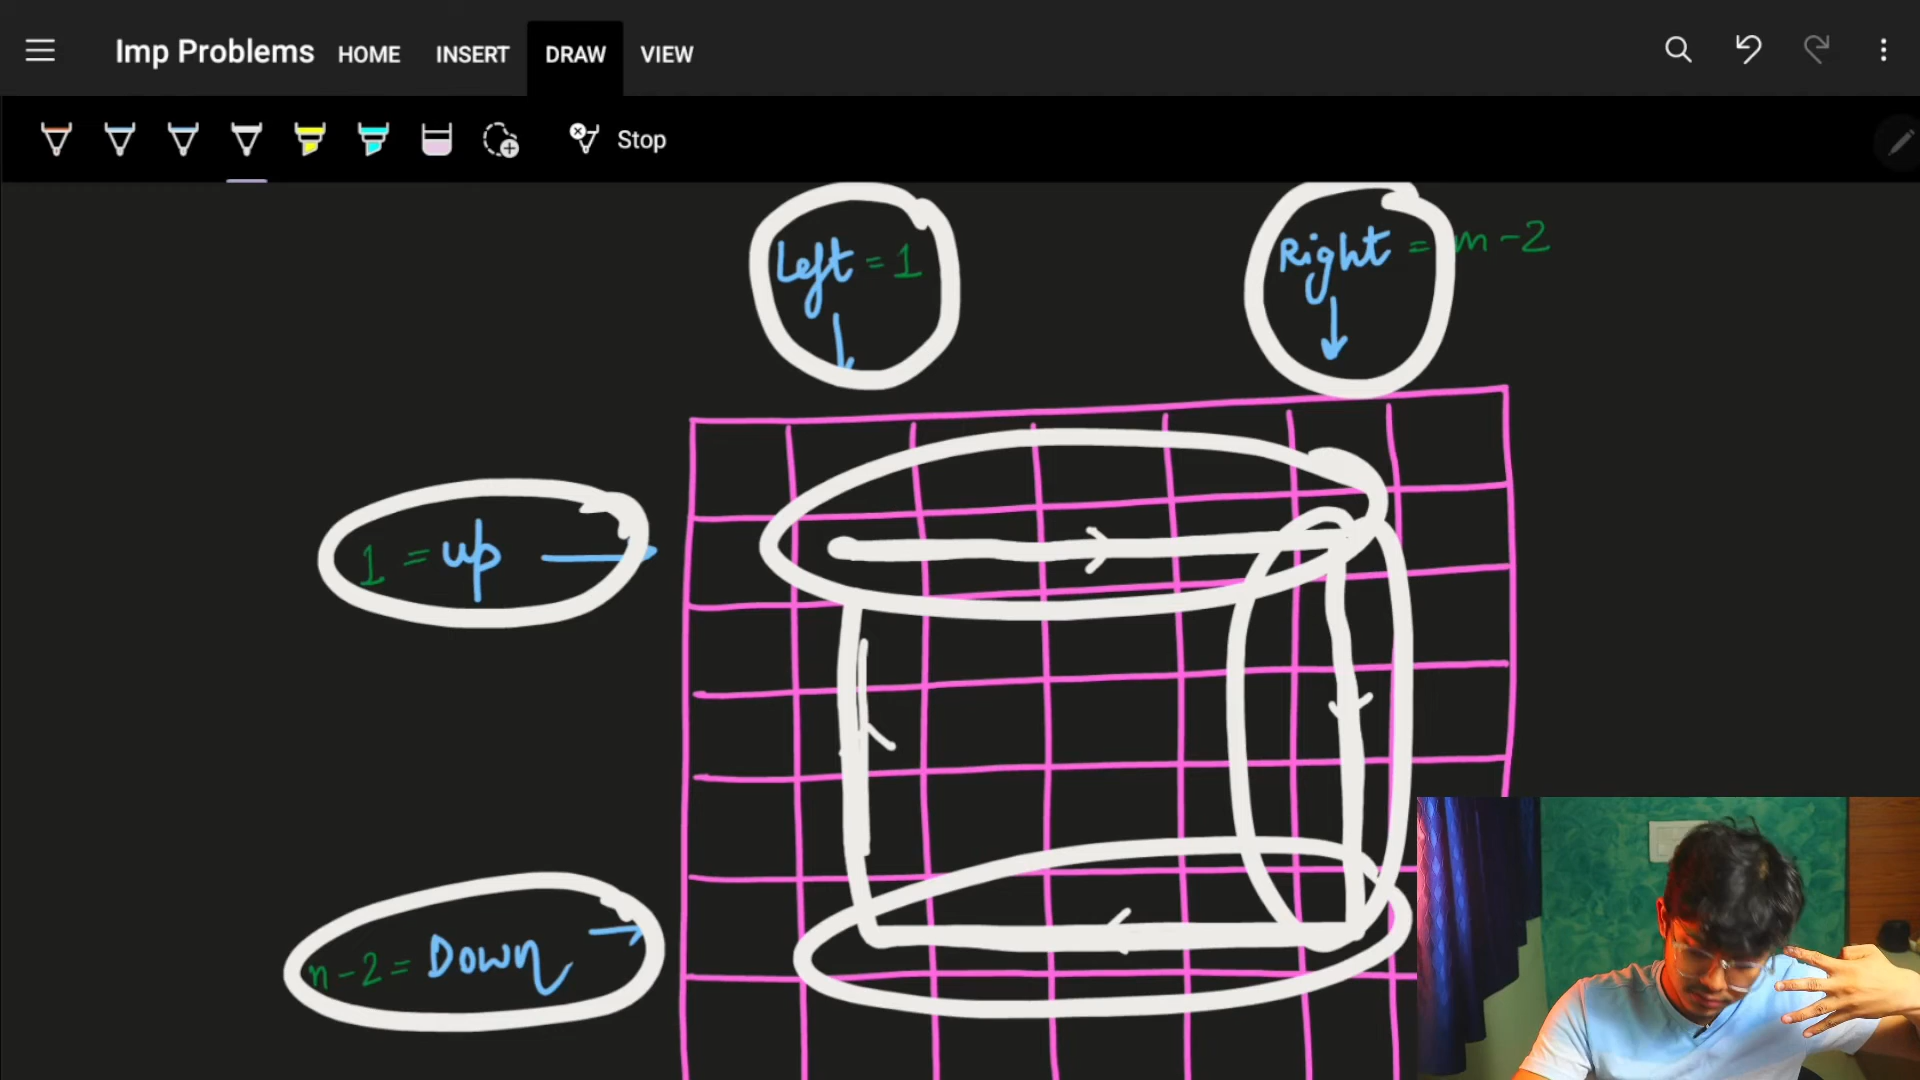 Imp Problems HOME INSERT DRAW VIEW
Stop
Left = 1
Right = m-2
1 = up
n-2 = Down